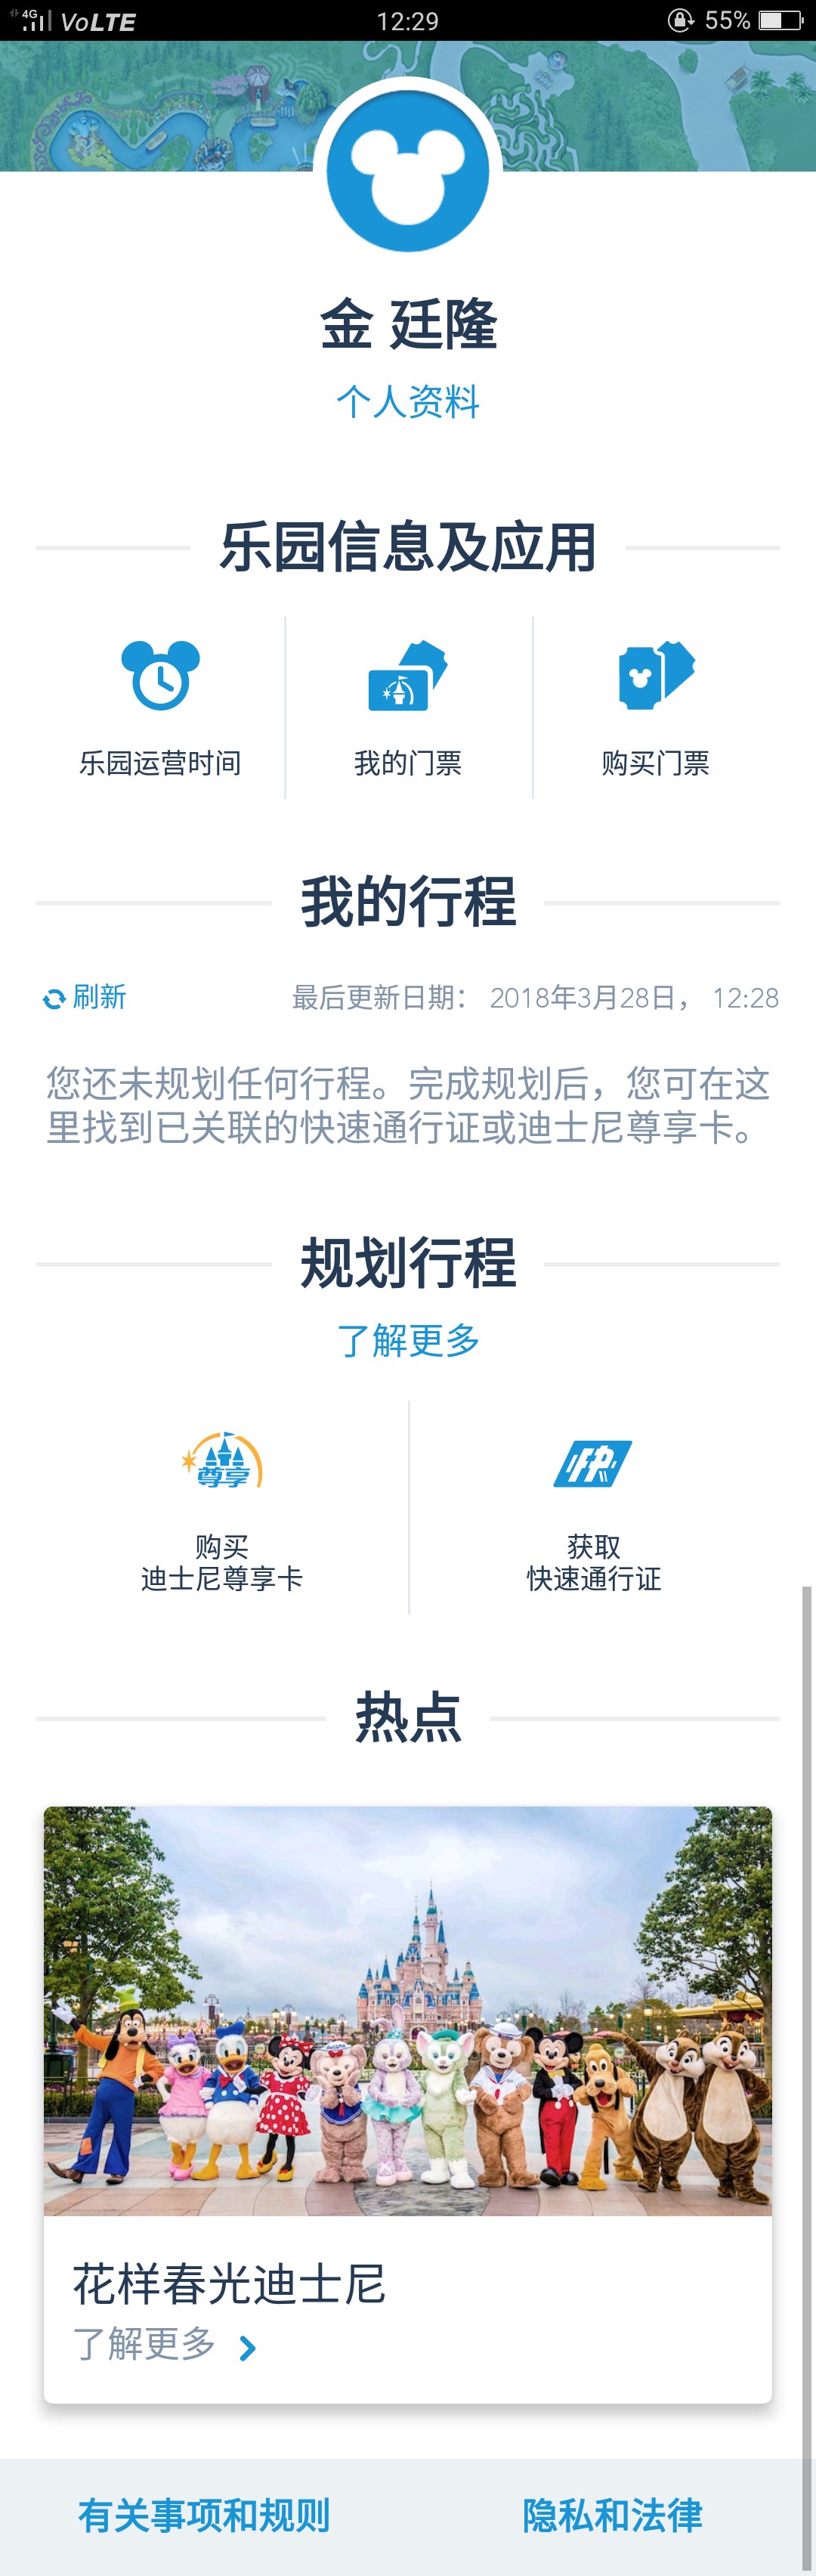 4G VoLTE 12:29 55%
金 廷隆
个人资料
乐园信息及应用
乐园运营时间 我的门票 购买门票
我的行程
刷新 最后更新日期： 2018年3月28日， 12:28
您还未规划任何行程。完成规划后，您可在这
里找到已关联的快速通行证或迪士尼尊享卡。
规划行程
了解更多
尊享 快
购买 获取
迪士尼尊享卡 快速通行证
热点
花样春光迪士尼
了解更多
有关事项和规则 隐私和法律